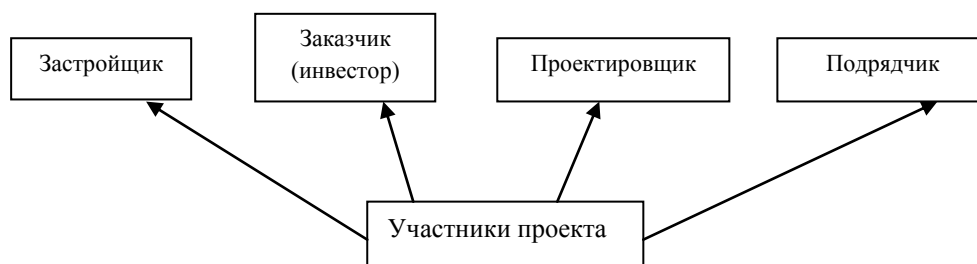 Застройщик
Заказчик
(инвестор)
Проектировщик
Подрядчик
Участники проекта